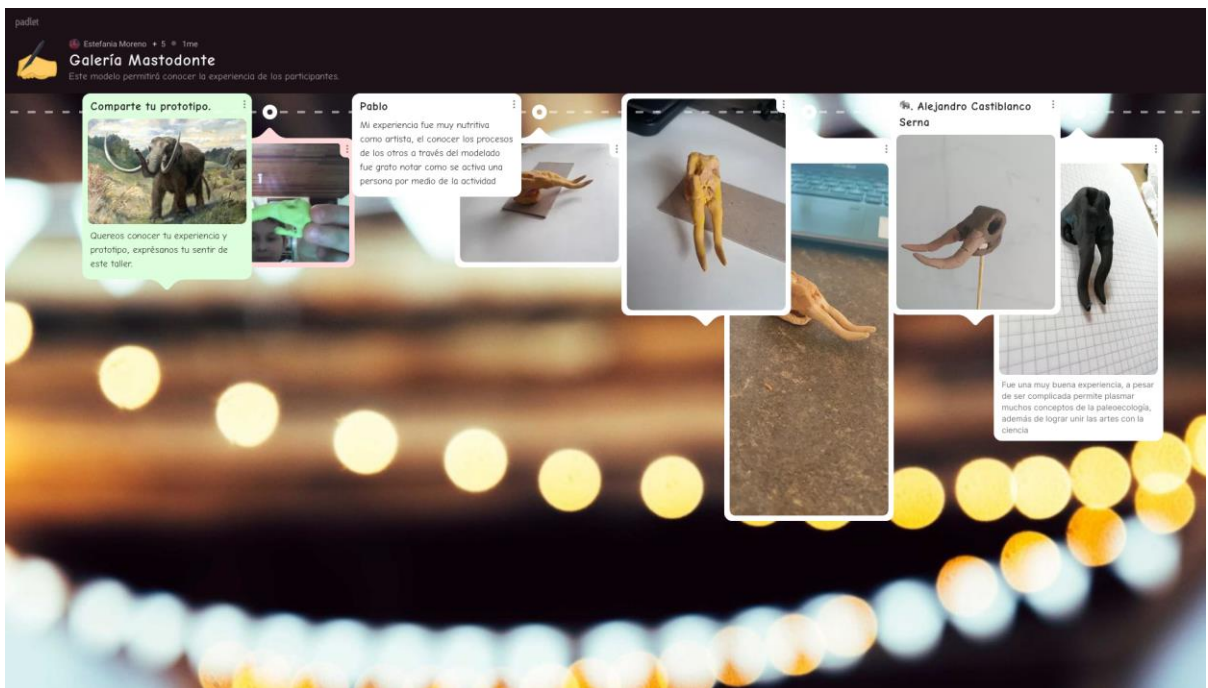 padlet
Estefania Moreno + 5 • 1me
Galería Mastodonte
Este modelo permitirá conocer la experiencia de los participantes.
Comparte tu prototipo.
Quereos conocer tu experiencia y
prototipo, exprésanos tu sentir de
este taller.
1
Pablo
Mi experiencia fue muy nutritiva
como artista, el conocer los procesos
de los otros a través del modelado
fue grato notar como se activa una
persona por medio de la actividad
🦣. Alejandro Castiblanco
Serna
Fue una muy buena experiencia, a pesar
de ser complicada permite plasmar
muchos conceptos de la paleoecología,
además de lograr unir las artes con la
ciencia